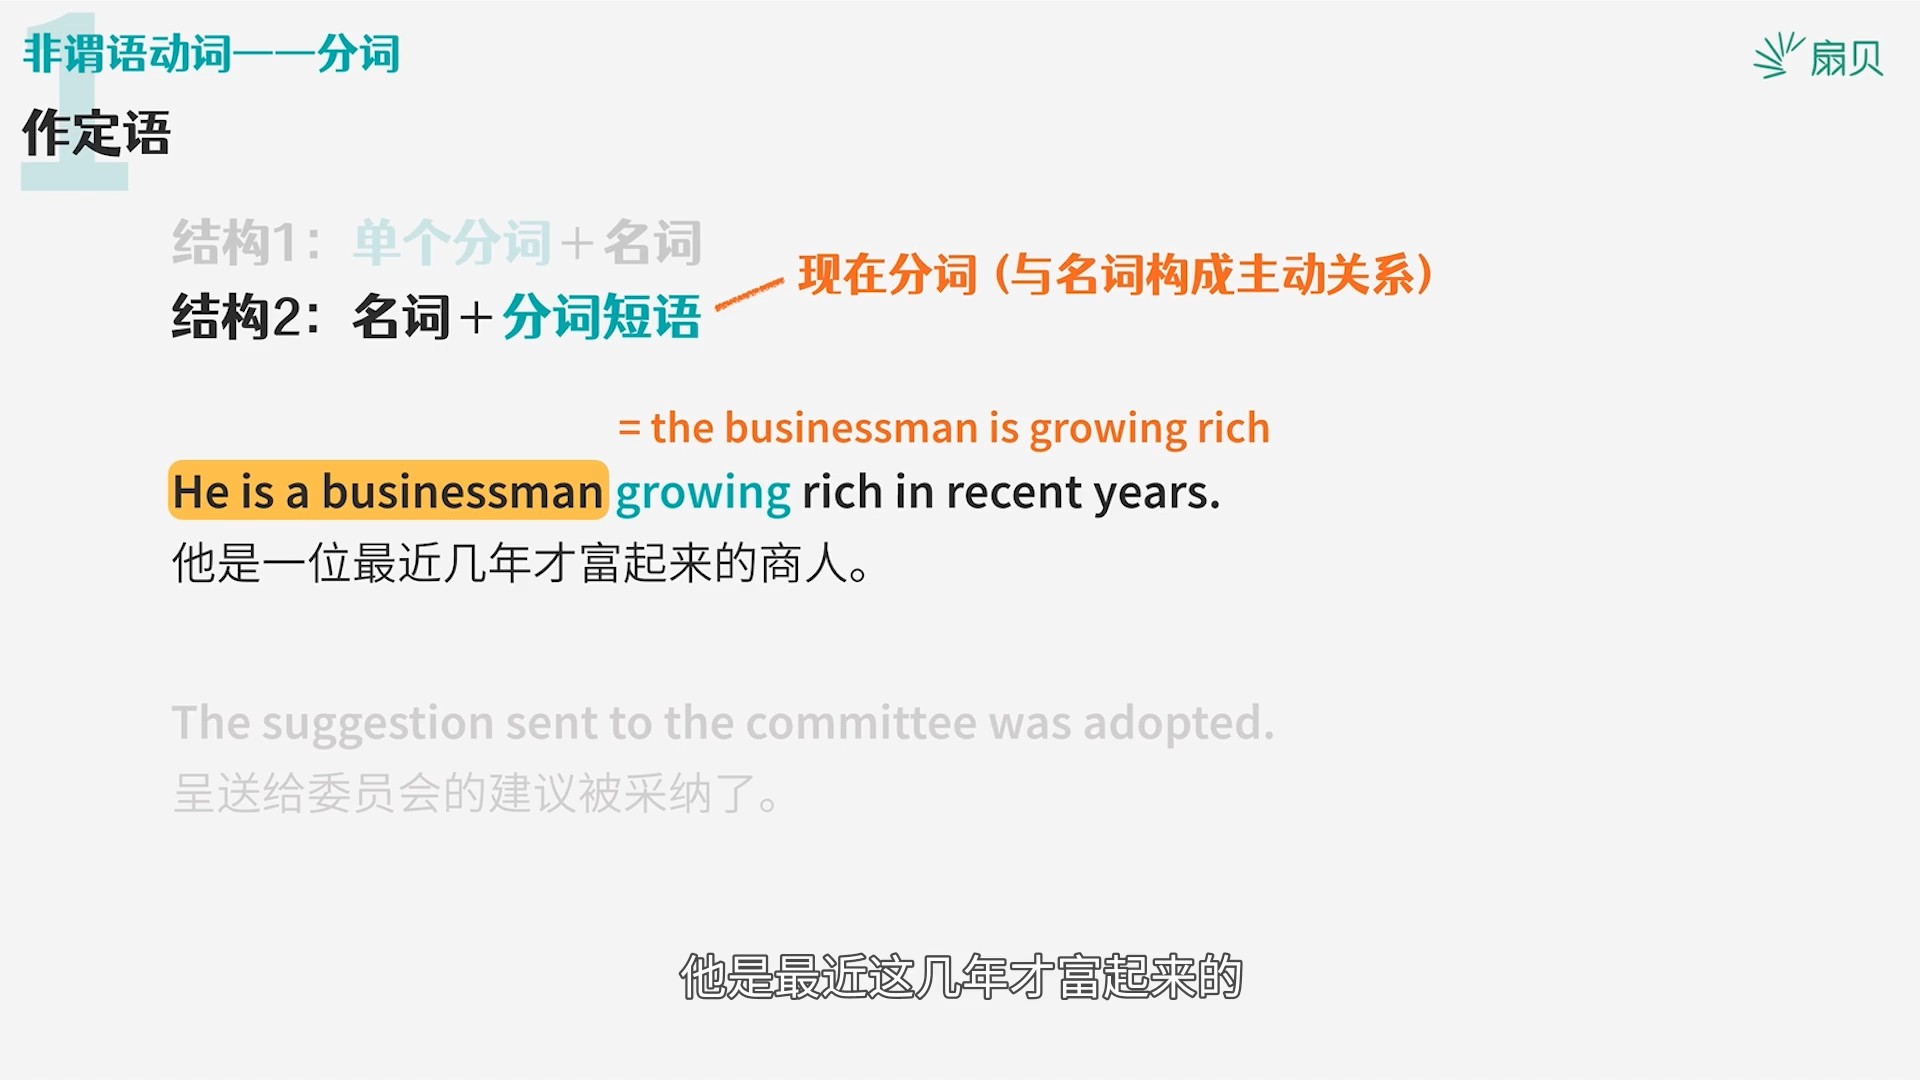 非谓语动词——分词
扇贝
1
作定语
结构1：单个分词＋名词
现在分词（与名词构成主动关系）
结构2：名词＋分词短语
= the businessman is growing rich
He is a businessman growing rich in recent years.
他是一位最近几年才富起来的商人。
The suggestion sent to the committee was adopted.
呈送给委员会的建议被采纳了。
他是最近这几年才富起来的